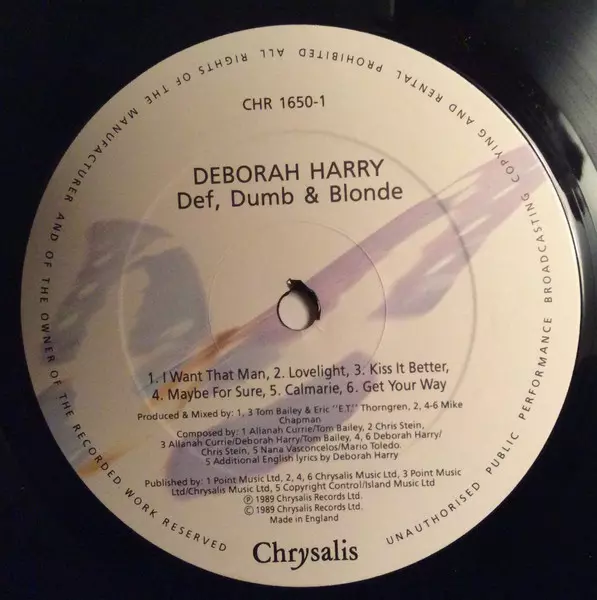 CHR 1650-1
DEBORAH HARRY
Def, Dumb & Blonde
1. I Want That Man, 2. Lovelight, 3. Kiss It Better,
4. Maybe For Sure, 5. Calmarie, 6. Get Your Way
Produced & Mixed by: 1, 3 Tom Bailey & Eric "E.T." Thorngren, 2, 4-6 Mike
Chapman
Composed by: 1 Allanah Currie/Tom Bailey, 2 Chris Stein,
3 Allanah Currie/Deborah Harry/Tom Bailey, 4, 6 Deborah Harry/
Chris Stein, 5 Nana Vasconcelos/Mario Toledo.
5 Additional English lyrics by Deborah Harry
Published by: 1 Point Music Ltd, 2, 4, 6 Chrysalis Music Ltd, 3 Point Music
Ltd/Chrysalis Music Ltd, 5 Copyright Control/Island Music Ltd
Ⓟ 1989 Chrysalis Records Ltd.
© 1989 Chrysalis Records Ltd.
Made in England
Chrysalis
ALL RIGHTS OF THE MANUFACTURER AND OF THE OWNER OF THE RECORDED WORK RESERVED
UNAUTHORISED PUBLIC PERFORMANCE BROADCASTING COPYING AND RENTAL PROHIBITED